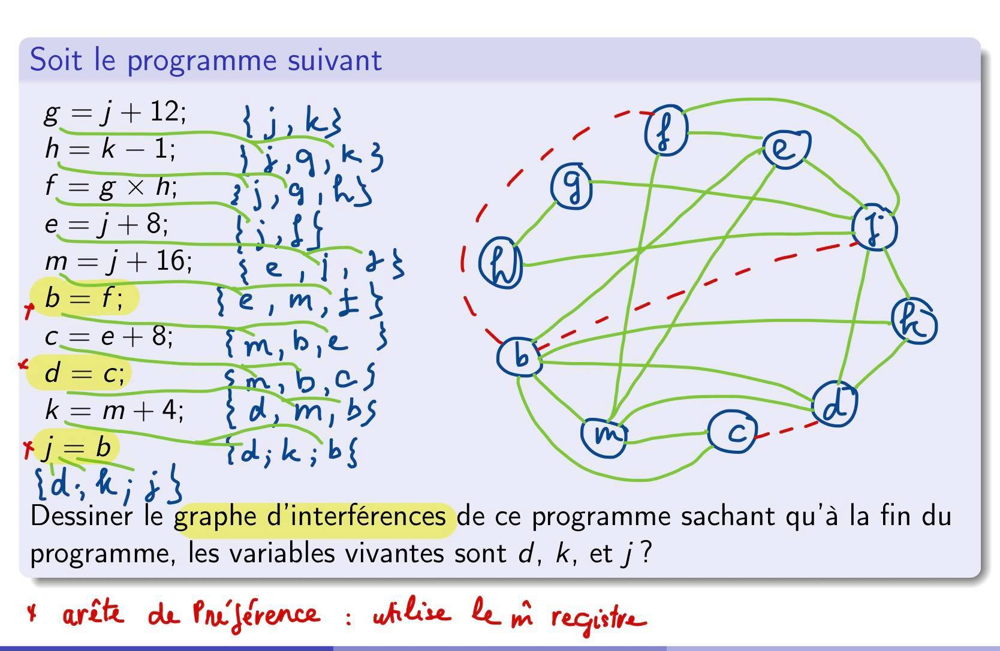 Soit le programme suivant
g = j + 12; { j, k }
h = k − 1; { j, g, k }
f = g × h; { j, g, h }
e = j + 8; { j, f }
m = j + 16; { e, j, f }
b = f; { e, m, f }
c = e + 8; { m, b, e }
d = c; { m, b, c }
k = m + 4; { d, m, b }
j = b { d; k; b }
{ d; k; j }
f
e
g
j
h
k
b
d
m
c
Dessiner le graphe d'interférences de ce programme sachant qu'à la fin du
programme, les variables vivantes sont d, k, et j ?
* arête de Préférence : utilise le m̂ registre